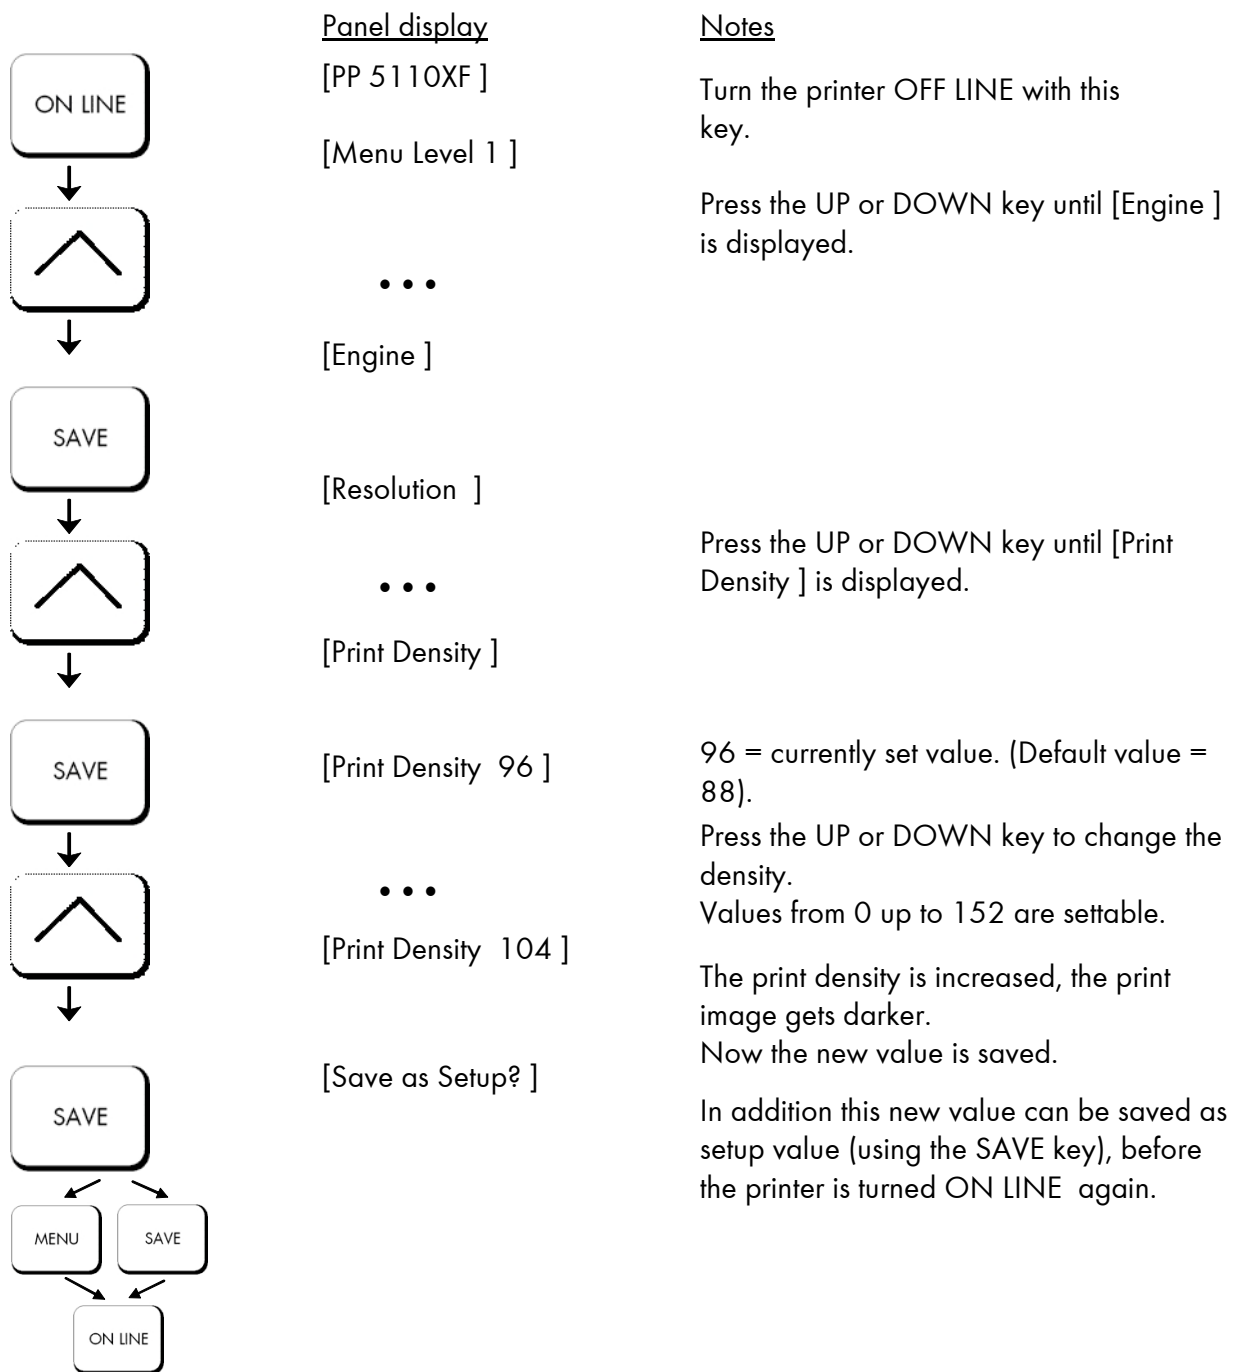 Panel display
Notes
ON LINE
[PP 5110XF ]
Turn the printer OFF LINE with this
key.
[Menu Level 1 ]
Press the UP or DOWN key until [Engine ]
is displayed.
• • •
[Engine ]
SAVE
[Resolution  ]
Press the UP or DOWN key until [Print
Density ] is displayed.
• • •
[Print Density ]
SAVE
[Print Density  96 ]
96 = currently set value. (Default value =
88).
Press the UP or DOWN key to change the
density.
Values from 0 up to 152 are settable.
• • •
[Print Density  104 ]
The print density is increased, the print
image gets darker.
Now the new value is saved.
SAVE
[Save as Setup? ]
In addition this new value can be saved as
setup value (using the SAVE key), before
the printer is turned ON LINE  again.
MENU
SAVE
ON LINE